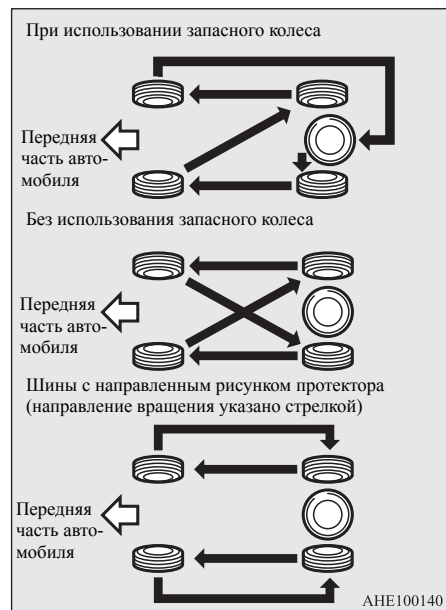 При использовании запасного колеса
Передняя
часть авто-
мобиля
Без использования запасного колеса
Передняя
часть авто-
мобиля
Шины с направленным рисунком протектора
(направление вращения указано стрелкой)
Передняя
часть авто-
мобиля
AHE100140